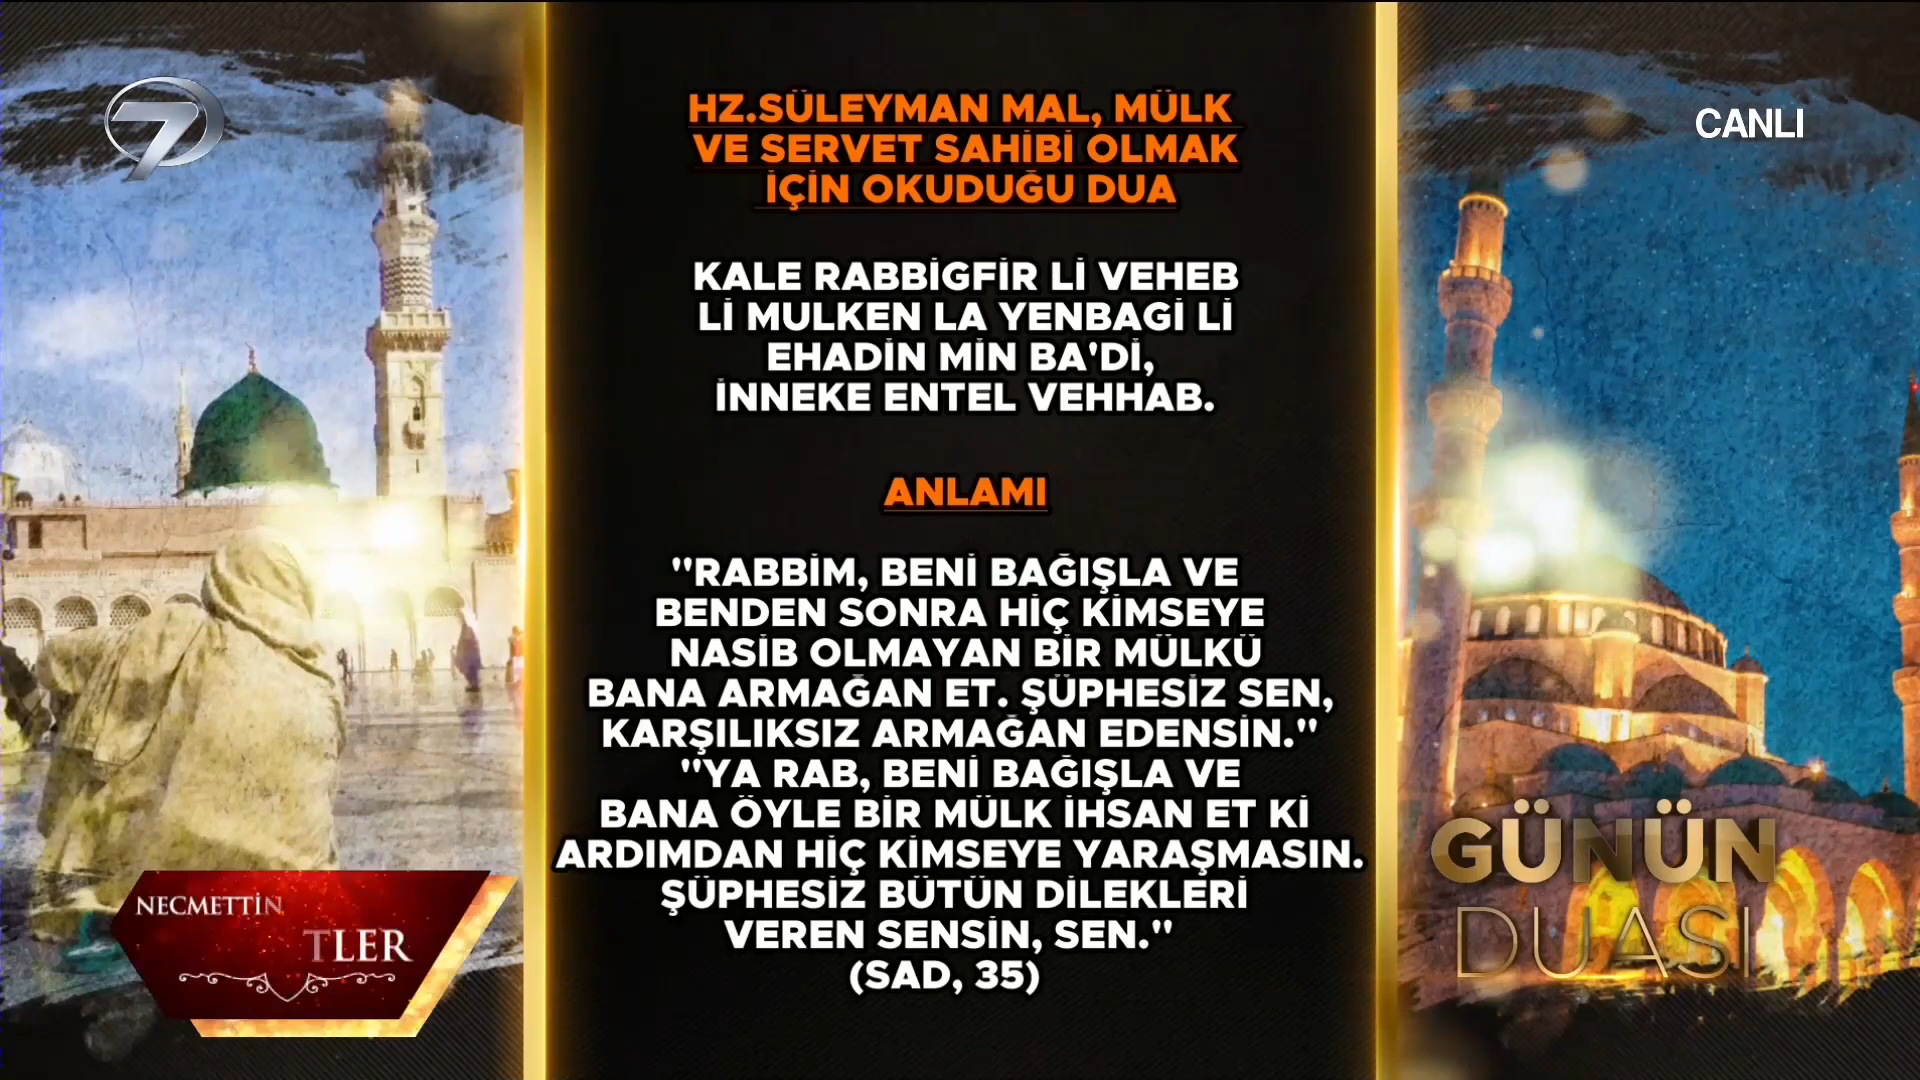 7
CANLI
HZ.SÜLEYMAN MAL, MÜLK
VE SERVET SAHİBİ OLMAK
İÇİN OKUDUĞU DUA
KALE RABBİGFİR Lİ VEHEB
Lİ MULKEN LA YENBAGİ Lİ
EHADİN MİN BA'Dİ,
İNNEKE ENTEL VEHHAB.
ANLAMI
"RABBİM, BENİ BAĞIŞLA VE
BENDEN SONRA HİÇ KİMSEYE
NASİB OLMAYAN BİR MÜLKÜ
BANA ARMAĞAN ET. ŞÜPHESİZ SEN,
KARŞILIKSIZ ARMAĞAN EDENSİN."
"YA RAB, BENİ BAĞIŞLA VE
BANA ÖYLE BİR MÜLK İHSAN ET Kİ
ARDIMDAN HİÇ KİMSEYE YARAŞMASIN.
ŞÜPHESİZ BÜTÜN DİLEKLERİ
VEREN SENSİN, SEN."
(SAD, 35)
NECMETTİN
TLER
GÜNÜN
DUASI